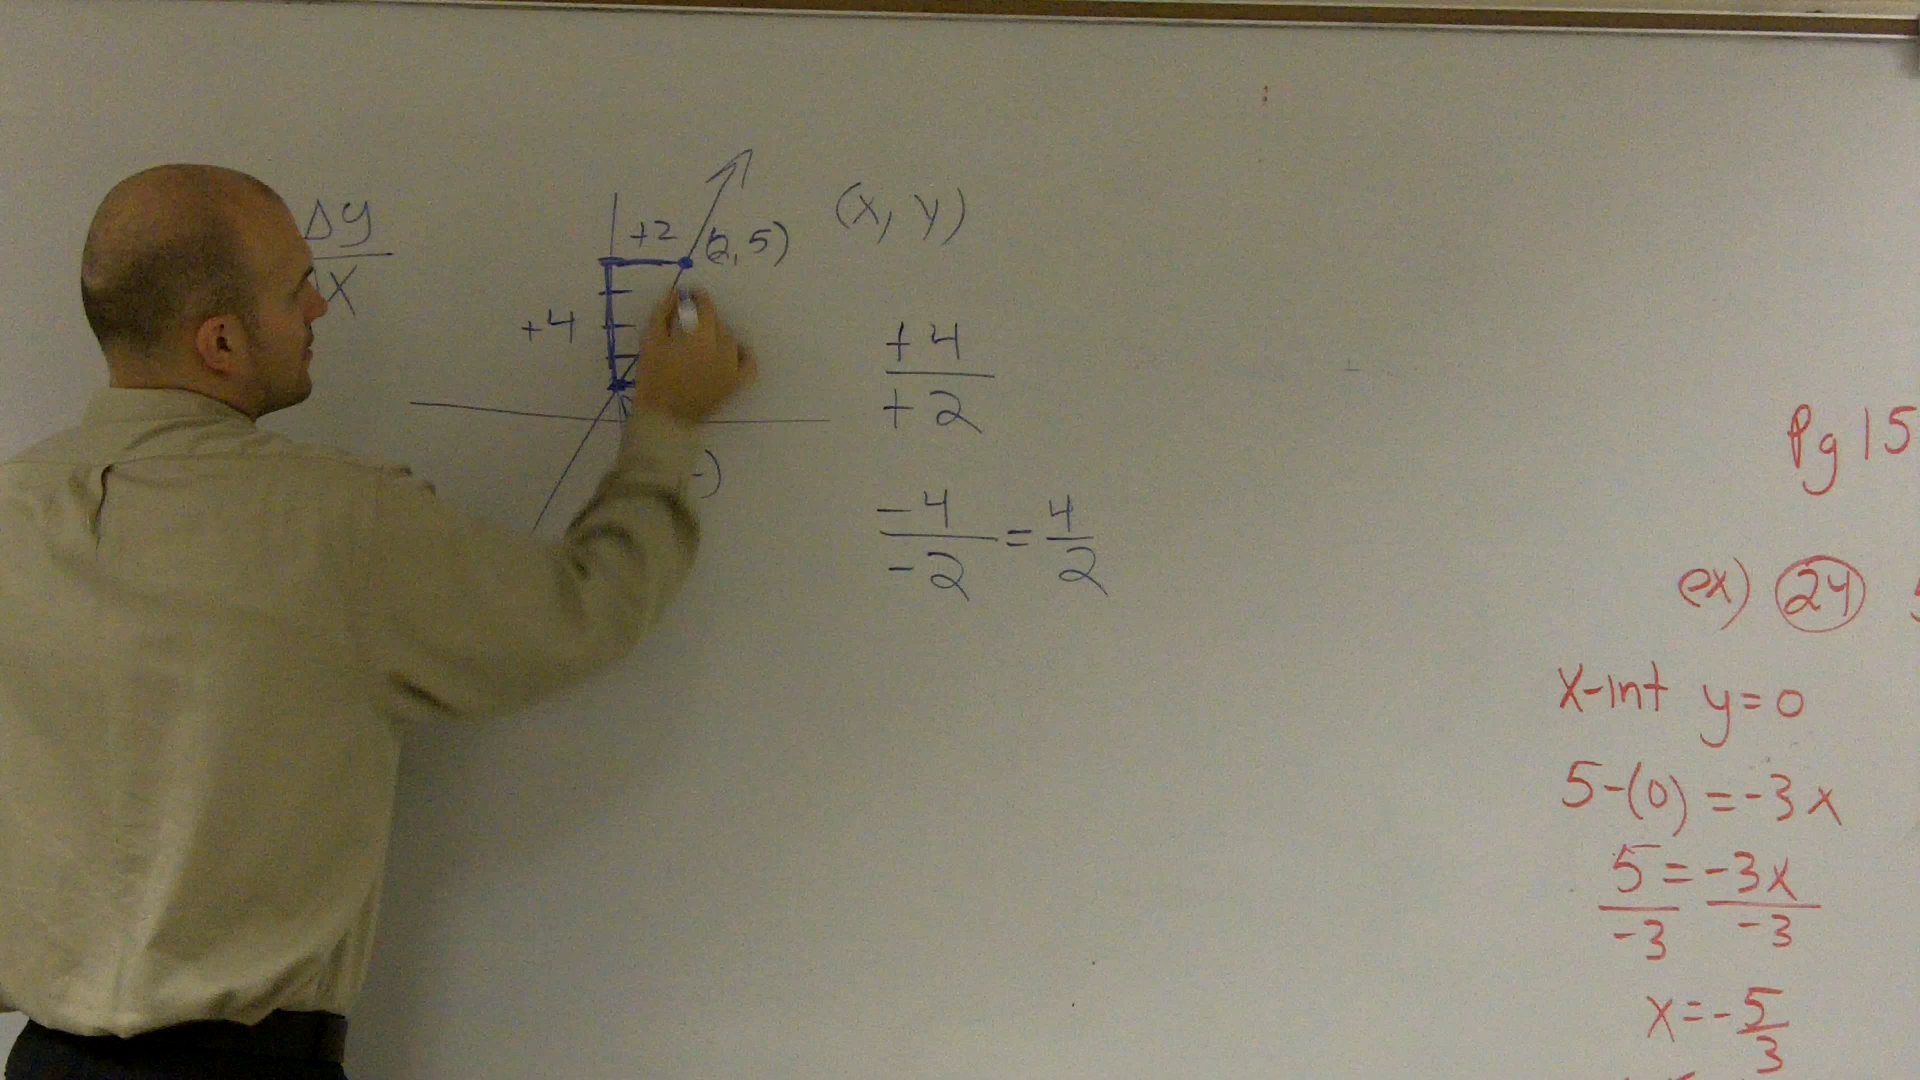 Δy
x
+2
(2,5)
(x, y)
+4
+4
+2
-4
-2
=
4
2
Pg 15
ex) 24
x-int y=0
5-(0) = -3x
5 = -3x
-3 -3
x = -5
3